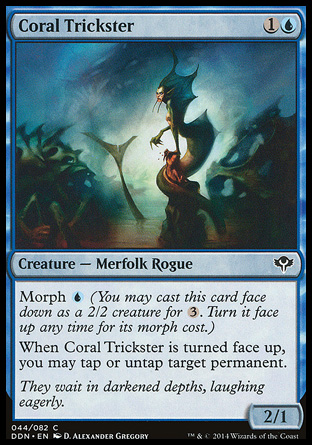 Coral Trickster 1
Creature — Merfolk Rogue
Morph (You may cast this card face
down as a 2/2 creature for 3. Turn it face
up any time for its morph cost.)
When Coral Trickster is turned face up,
you may tap or untap target permanent.
They wait in darkened depths, laughing
eagerly.
2/1
044/082 C
DDN • EN D. Alexander Gregory ™ & © 2014 Wizards of the Coast